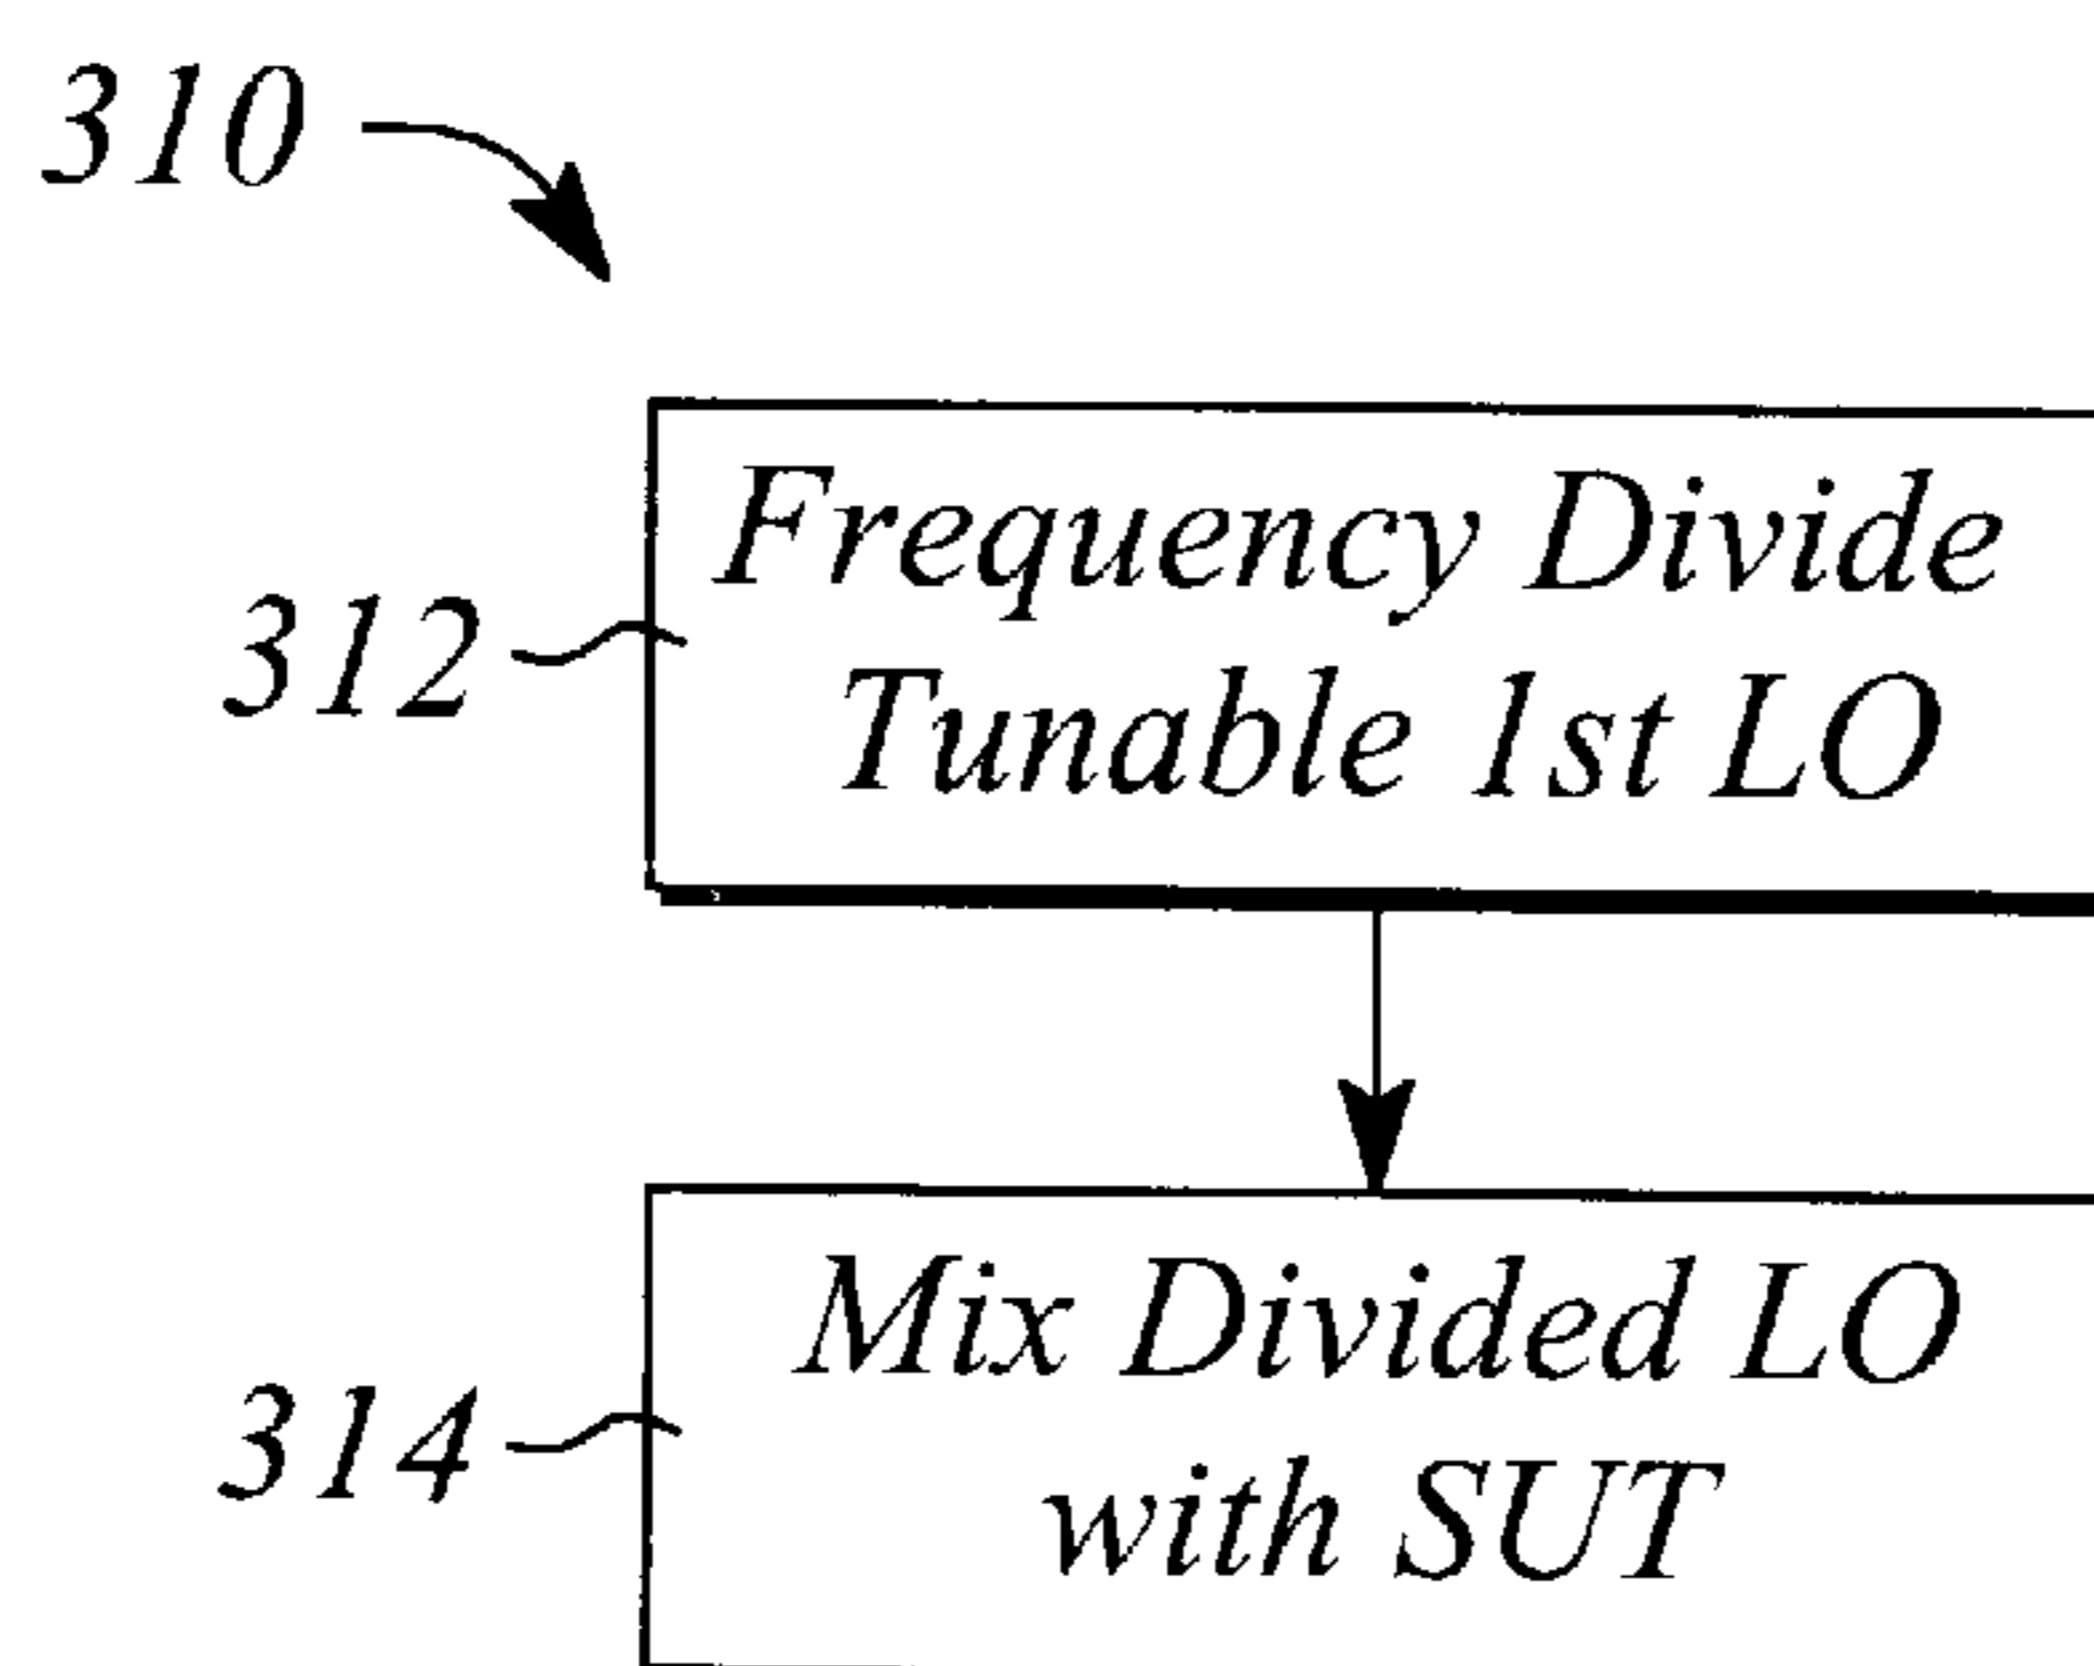 310
312
Frequency Divide
Tunable 1st LO
314
Mix Divided LO
with SUT